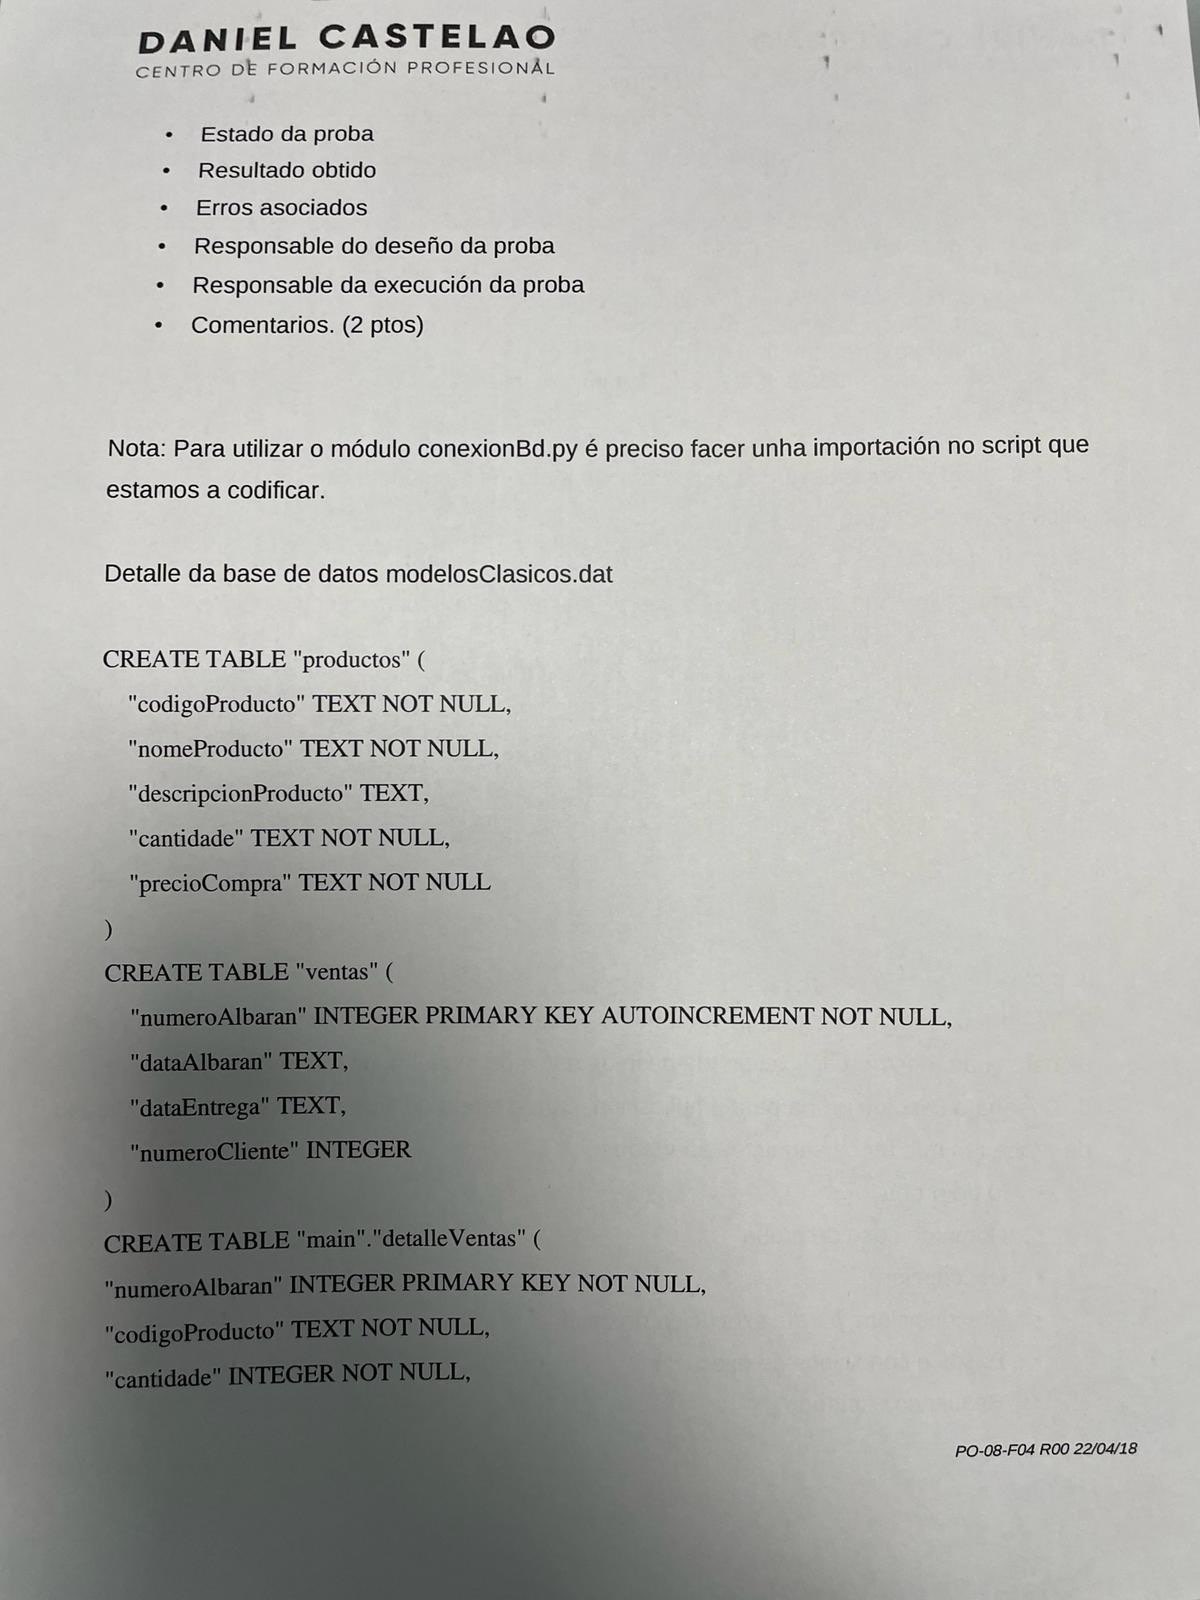 DANIEL CASTELAO
CENTRO DE FORMACIÓN PROFESIONAL
• Estado da proba
• Resultado obtido
• Erros asociados
• Responsable do deseño da proba
• Responsable da execución da proba
• Comentarios. (2 ptos)
Nota: Para utilizar o módulo conexionBd.py é preciso facer unha importación no script que
estamos a codificar.
Detalle da base de datos modelosClasicos.dat
CREATE TABLE "productos" (
"codigoProducto" TEXT NOT NULL,
"nomeProducto" TEXT NOT NULL,
"descripcionProducto" TEXT,
"cantidade" TEXT NOT NULL,
"precioCompra" TEXT NOT NULL
)
CREATE TABLE "ventas" (
"numeroAlbaran" INTEGER PRIMARY KEY AUTOINCREMENT NOT NULL,
"dataAlbaran" TEXT,
"dataEntrega" TEXT,
"numeroCliente" INTEGER
)
CREATE TABLE "main"."detalleVentas" (
"numeroAlbaran" INTEGER PRIMARY KEY NOT NULL,
"codigoProducto" TEXT NOT NULL,
"cantidade" INTEGER NOT NULL,
PO-08-F04 R00 22/04/18